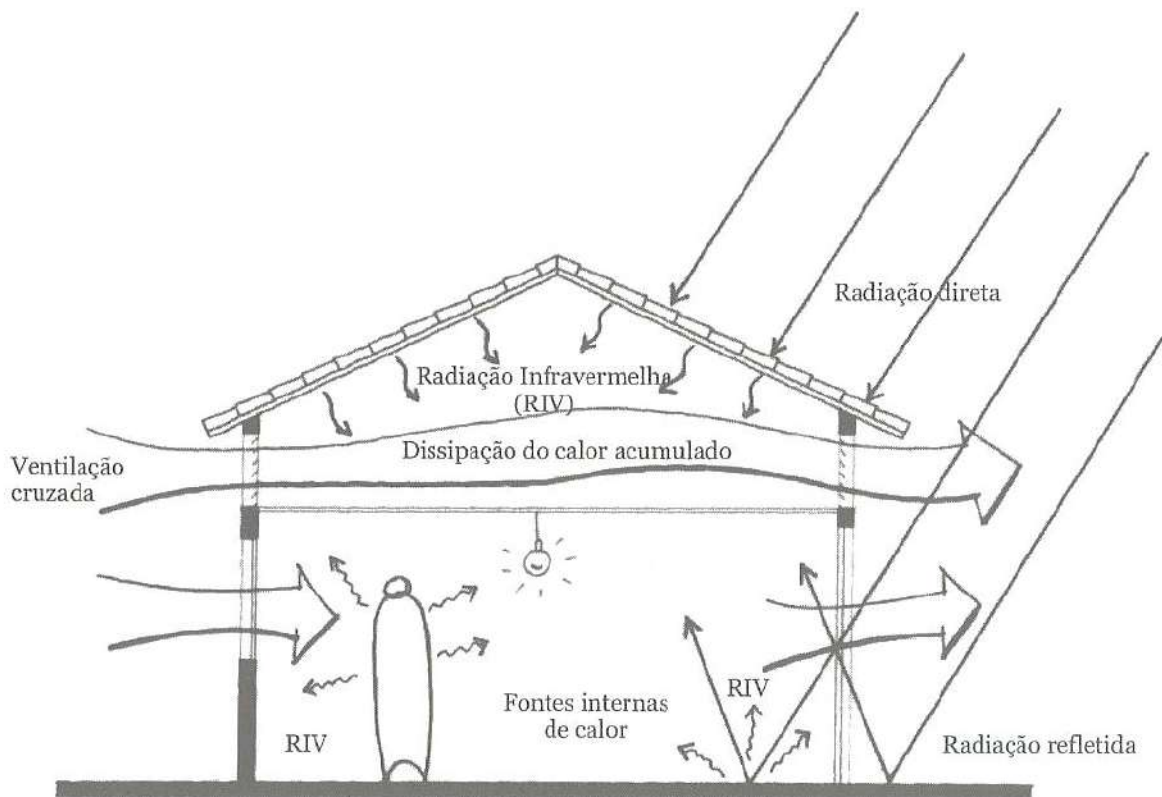 Radiação direta
Radiação Infravermelha
(RIV)
Dissipação do calor acumulado
Ventilação
cruzada
RIV
Fontes internas
de calor
RIV
Radiação refletida